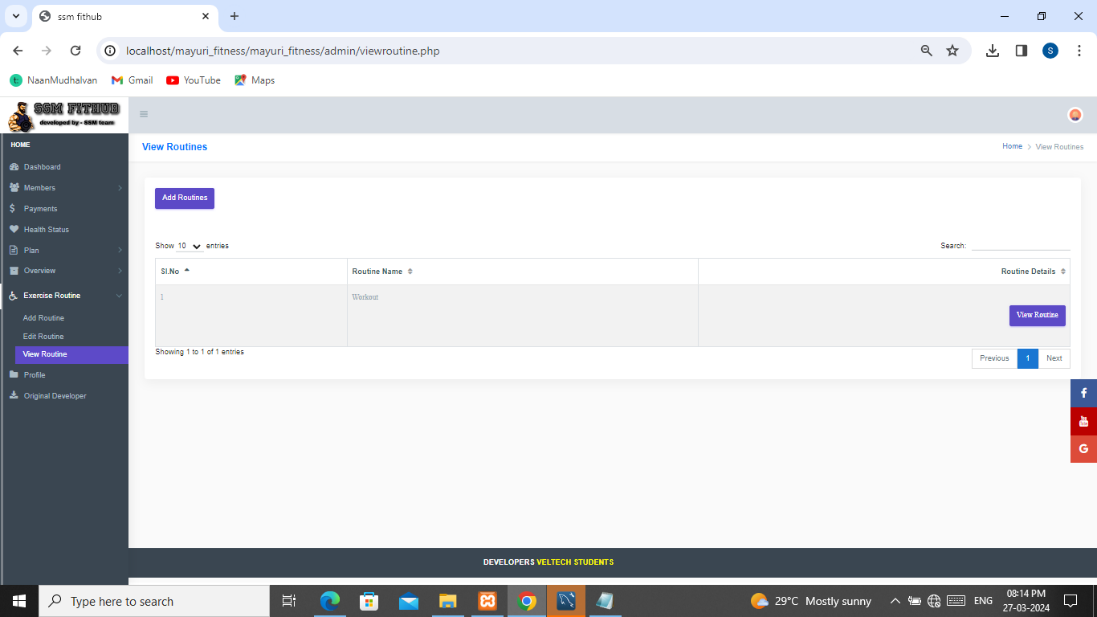 ssm fithub
localhost/mayuri_fitness/mayuri_fitness/admin/viewroutine.php
S
NaanMudhalvan Gmail YouTube Maps
SSM FITHUB
developed by - SSM team
HOME
View Routines
Home > View Routines
Dashboard
Members
Payments
Health Status
Plan
Overview
Exercise Routine
Add Routine
Edit Routine
View Routine
Profile
Original Developer
Add Routines
Show 10 entries
Search:
Sl.No Routine Name Routine Details
1 Workout View Routine
Showing 1 to 1 of 1 entries
Previous 1 Next
DEVELOPERS VELTECH STUDENTS
Type here to search
29°C Mostly sunny
ENG
08:14 PM
27-03-2024